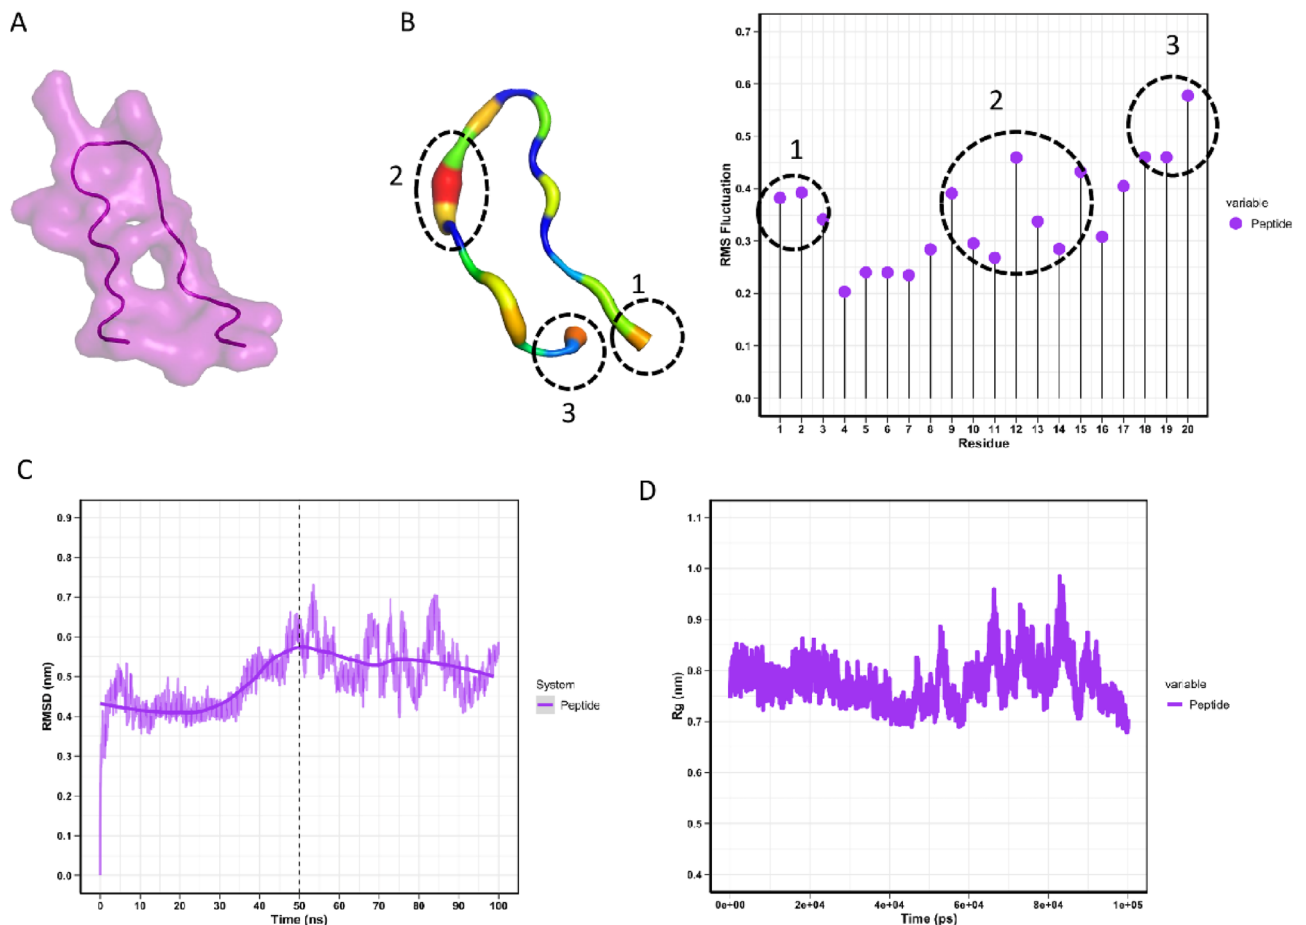 A
B
2
1
3
0.7
0.6
0.5
0.4
0.3
0.2
0.1
0.0
RMS Fluctuation
1
2
3
1 2 3 4 5 6 7 8 9 10 11 12 13 14 15 16 17 18 19 20
Residue
variable
Peptide
C
0.9
0.8
0.7
0.6
0.5
0.4
0.3
0.2
0.1
0.0
RMSD (nm)
0 10 20 30 40 50 60 70 80 90 100
Time (ns)
System
Peptide
D
1.1
1.0
0.9
0.8
0.7
0.6
0.5
0.4
Rg (nm)
0e+00 2e+04 4e+04 6e+04 8e+04 1e+05
Time (ps)
variable
Peptide